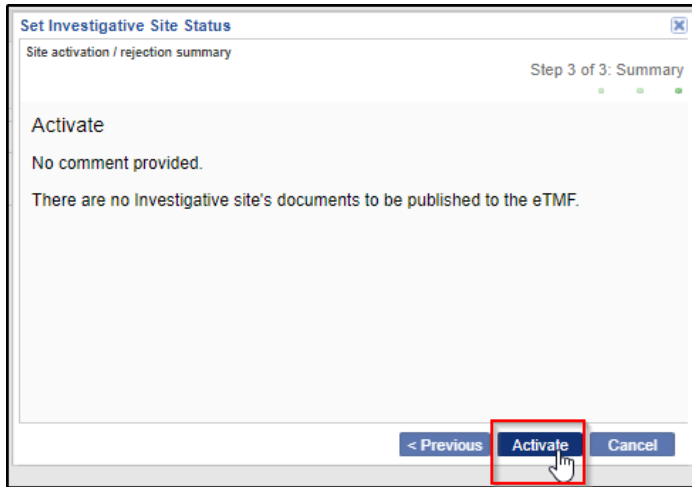 Set Investigative Site Status
Site activation / rejection summary
Step 3 of 3: Summary
Activate
No comment provided.
There are no Investigative site's documents to be published to the eTMF.
< Previous
Activate
Cancel